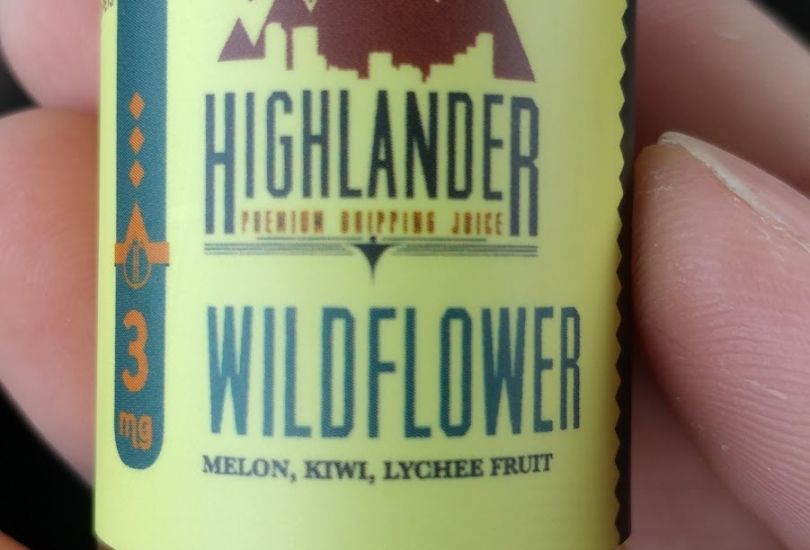 HIGHLANDER
PREMIUM DRIPPING JUICE
WILDFLOWER
MELON, KIWI, LYCHEE FRUIT
3
mg